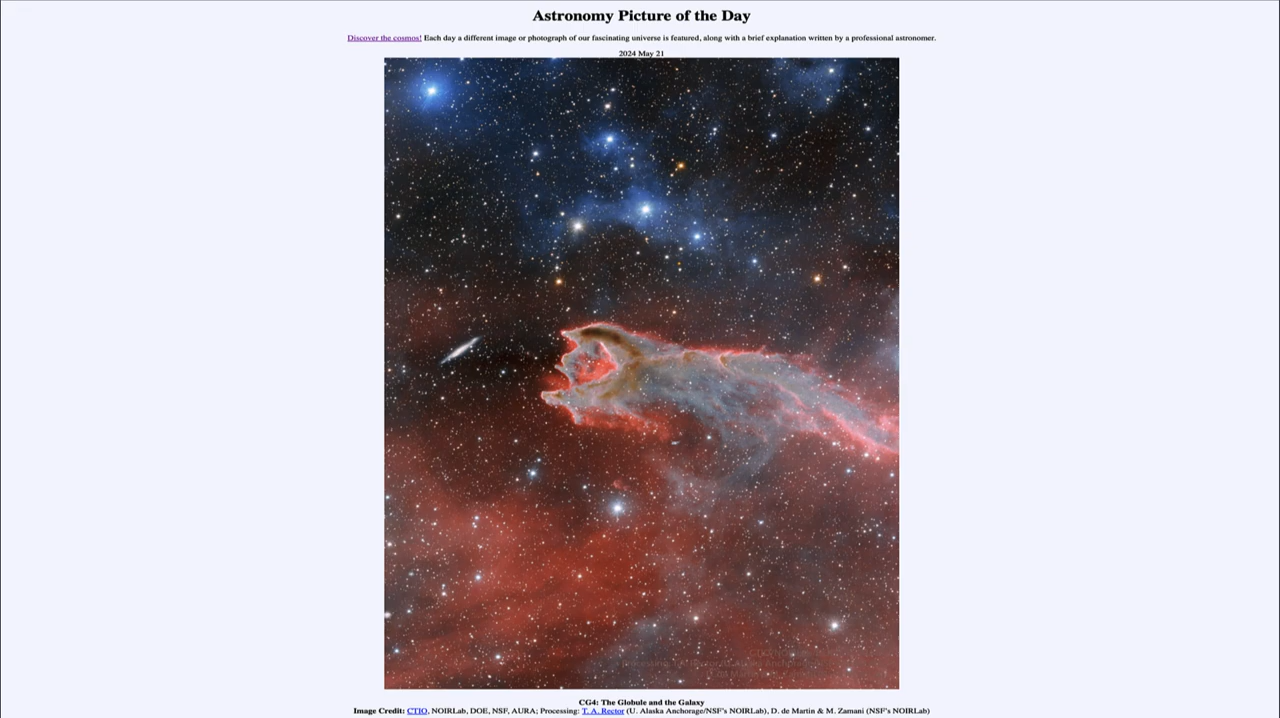 Astronomy Picture of the Day
Discover the cosmos! Each day a different image or photograph of our fascinating universe is featured, along with a brief explanation written by a professional astronomer.
2024 May 21
CG4: The Globule and the Galaxy
Image Credit: CTIO, NOIRLab, DOE, NSF, AURA; Processing: T. A. Rector (U. Alaska Anchorage/NSF's NOIRLab), D. de Martin & M. Zamani (NSF's NOIRLab)